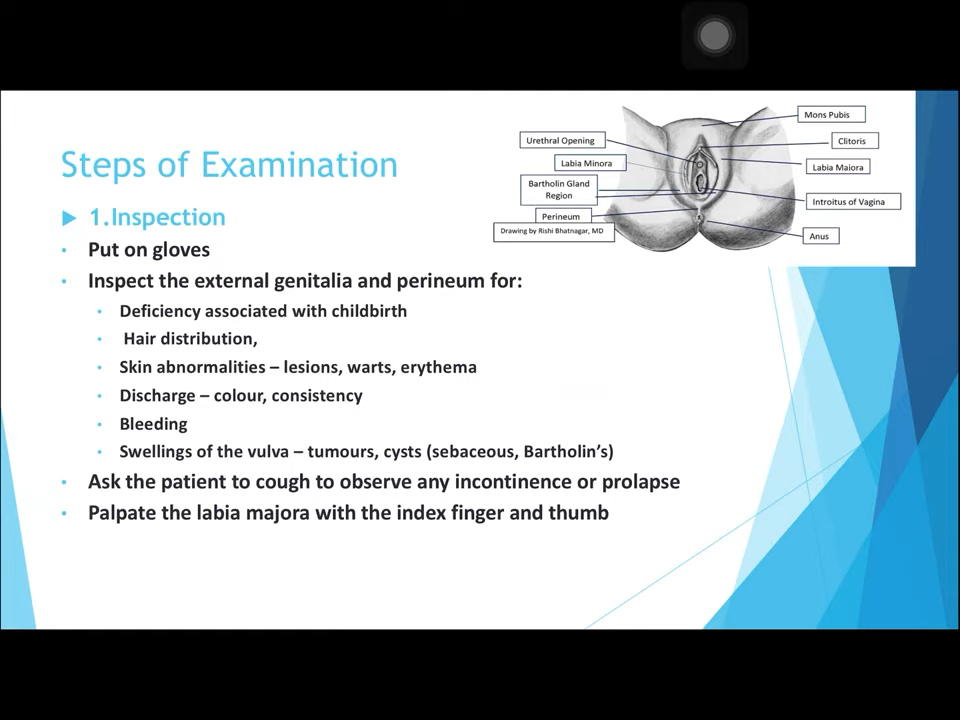 Steps of Examination
▶ 1.Inspection
• Put on gloves
• Inspect the external genitalia and perineum for:
• Deficiency associated with childbirth
• Hair distribution,
• Skin abnormalities – lesions, warts, erythema
• Discharge – colour, consistency
• Bleeding
• Swellings of the vulva – tumours, cysts (sebaceous, Bartholin’s)
• Ask the patient to cough to observe any incontinence or prolapse
• Palpate the labia majora with the index finger and thumb
Urethral Opening
Labia Minora
Bartholin Gland
Region
Perineum
Drawing by Rishi Bhatnagar, MD
Mons Pubis
Clitoris
Labia Maiora
Introitus of Vagina
Anus